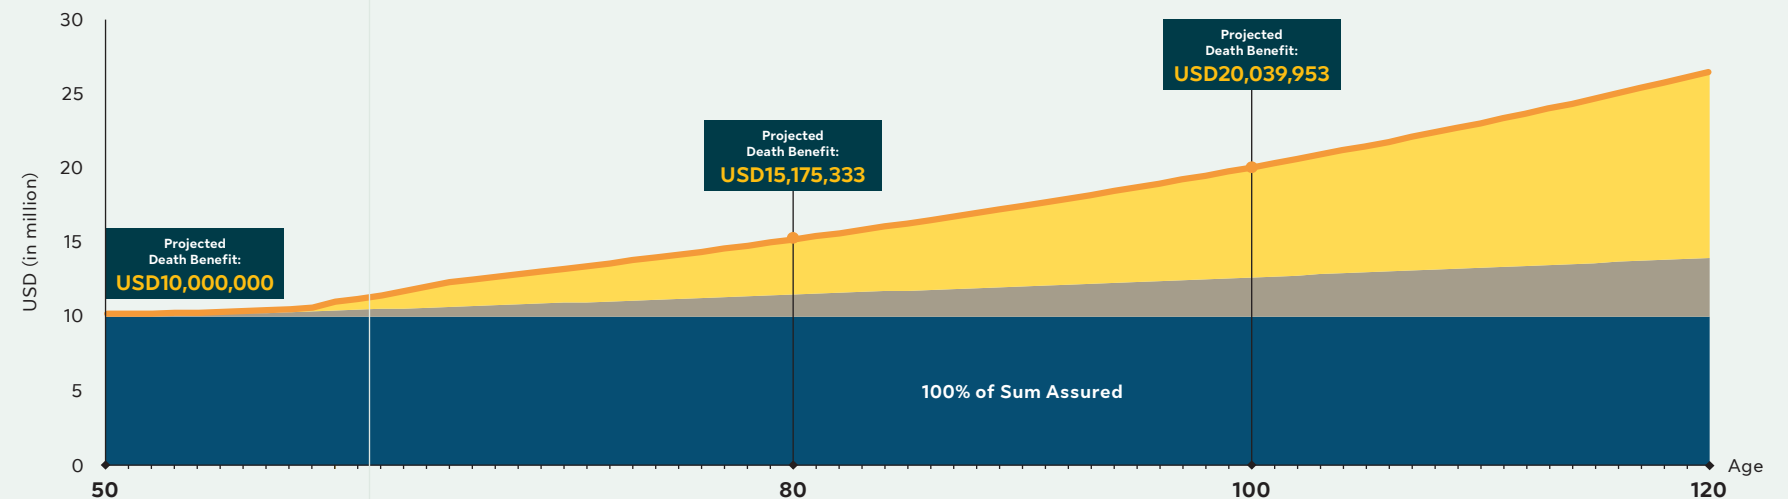 30
Projected
Death Benefit:
USD20,039,953
25
Projected
Death Benefit:
USD15,175,333
20
USD (in million)
15
Projected
Death Benefit:
USD10,000,000
10
5
100% of Sum Assured
0
Age
50 80 100 120